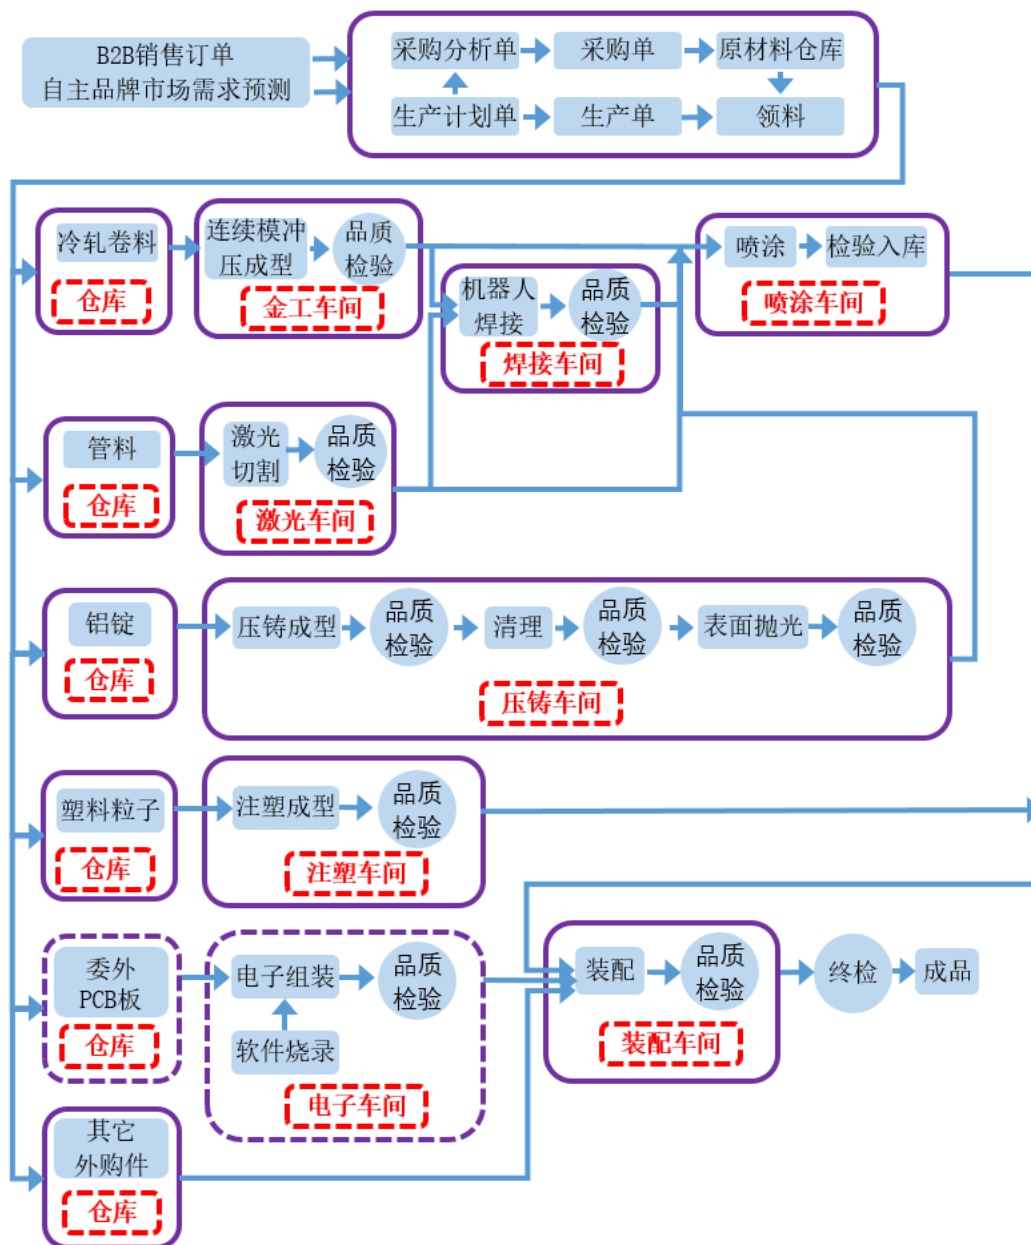 B2B销售订单
自主品牌市场需求预测
采购分析单
采购单
原材料仓库
生产计划单
生产单
领料
冷轧卷料
仓库
连续模冲
压成型
品质
检验
金工车间
机器人
焊接
品质
检验
焊接车间
喷涂
检验入库
喷涂车间
管料
仓库
激光
切割
品质
检验
激光车间
铝锭
仓库
压铸成型
品质
检验
清理
品质
检验
表面抛光
品质
检验
压铸车间
塑料粒子
仓库
注塑成型
品质
检验
注塑车间
委外
PCB板
仓库
电子组装
品质
检验
软件烧录
电子车间
装配
品质
检验
装配车间
终检
成品
其它
外购件
仓库